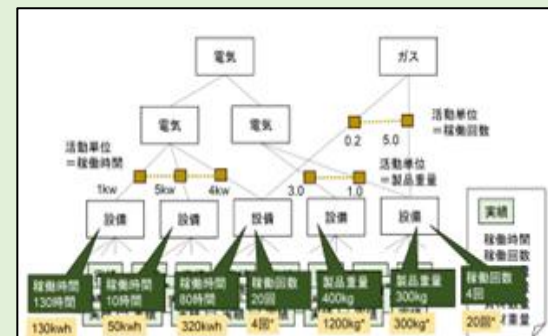 電気
ガス
電気
電気
活動単位
=稼働回数
0.2
5.0
活動単位
=稼働時間
活動単位
=製品重量
1kw
5kw
4kw
3.0
1.0
設備
設備
設備
設備
設備
実績
稼働時間
稼働回数
稼働時間
130時間
稼働時間
10時間
稼働時間
80時間
稼働回数
20回
製品重量
400kg
製品重量
300kg
稼働回数
4回
130kwh
50kwh
320kwh
4回*
1200kg*
300kg*
20回*